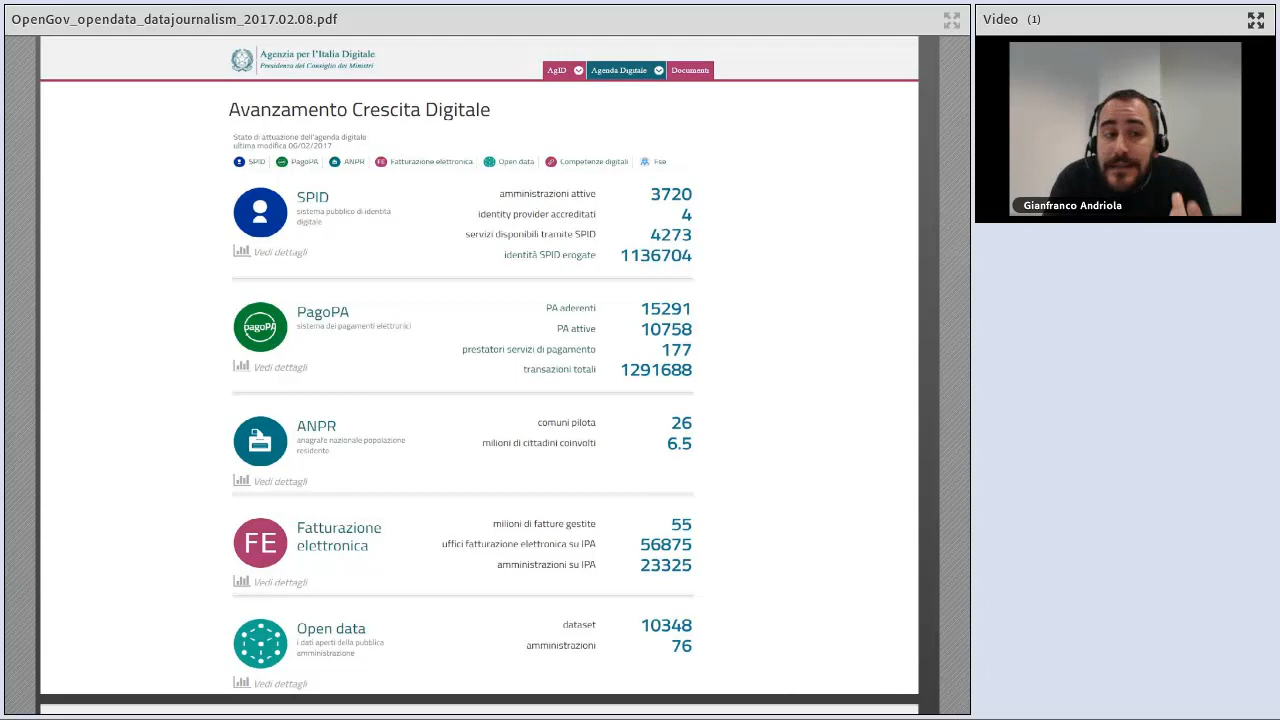 OpenGov_opendata_datajournalism_2017.02.08.pdf
Video (1)
Agenzia per l'Italia Digitale
Presidenza del Consiglio dei Ministri
AgID
Agenda Digitale
Documenti
Avanzamento Crescita Digitale
Stato di attuazione dell'agenda digitale
ultima modifica 06/02/2017
SPID PagoPA ANPR FE Fatturazione elettronica Open data Competenze digitali Fse
SPID
sistema pubblico di identità
digitale
Vedi dettagli
amministrazioni attive 3720
identity provider accreditati 4
servizi disponibili tramite SPID 4273
identità SPID erogate 1136704
pagoPA
PagoPA
sistema dei pagamenti elettronici
Vedi dettagli
PA aderenti 15291
PA attive 10758
prestatori servizi di pagamento 177
transazioni totali 1291688
ANPR
anagrafe nazionale popolazione
residente
Vedi dettagli
comuni pilota 26
milioni di cittadini coinvolti 6.5
FE
Fatturazione
elettronica
Vedi dettagli
milioni di fatture gestite 55
uffici fatturazione elettronica su IPA 56875
amministrazioni su IPA 23325
Open data
i dati aperti della pubblica
amministrazione
Vedi dettagli
dataset 10348
amministrazioni 76
Gianfranco Andriola